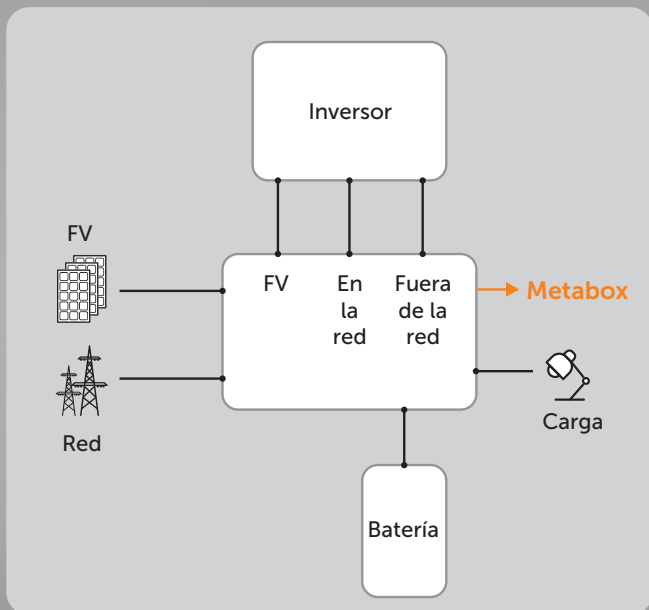 Inversor
FV
FV
En
la
red
Fuera
de la
red
Metabox
Red
Carga
Batería